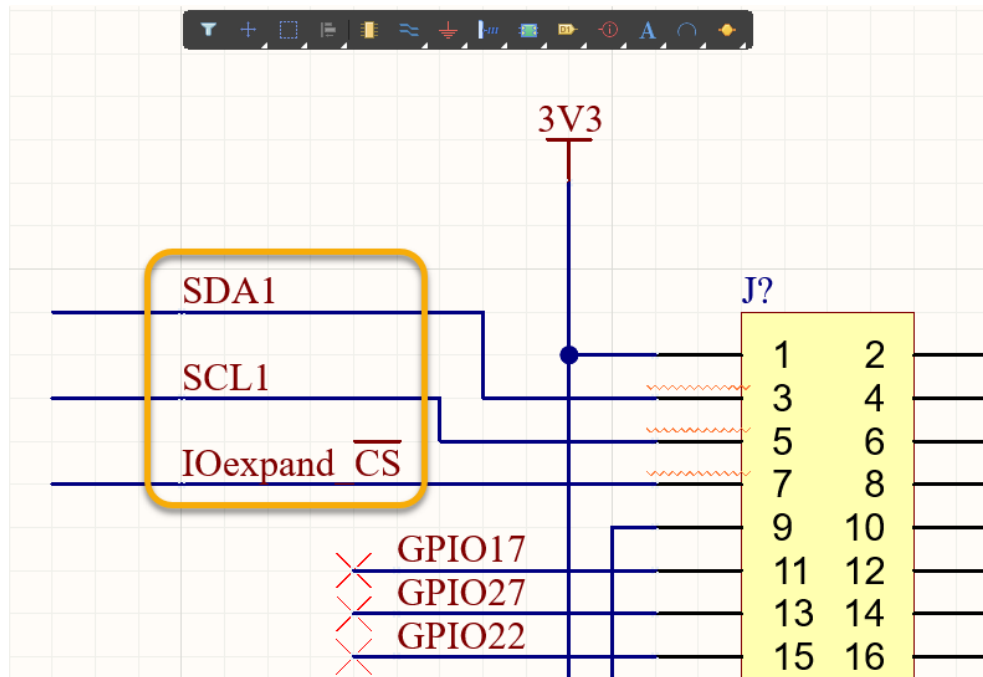 D1 A
3V3
SDA1
J?
1 2
SCL1
3 4
5 6
IOexpand_CS
7 8
9 10
GPIO17
11 12
GPIO27
13 14
GPIO22
15 16